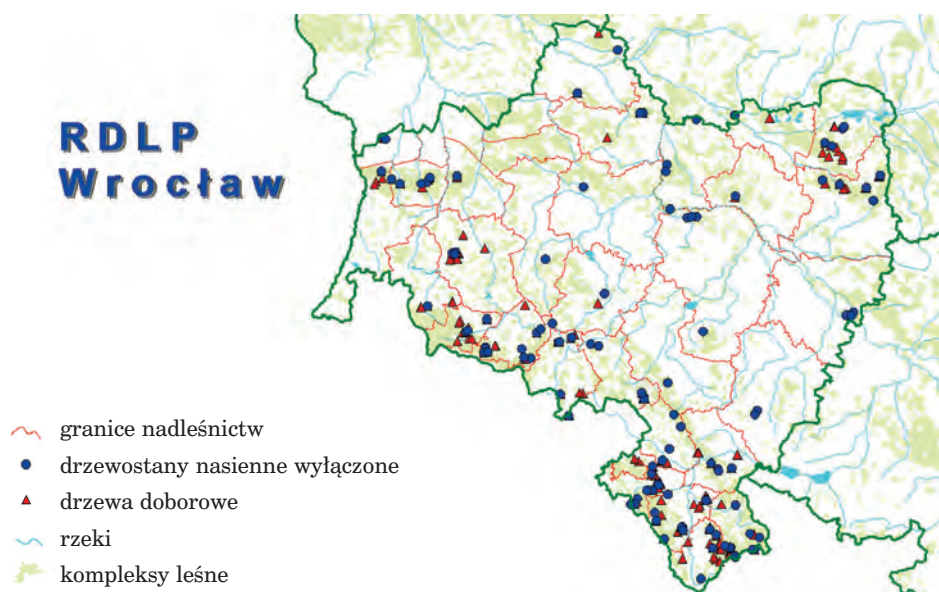 RDLP
Wrocław
granice nadleśnictw
drzewostany nasienne wyłączone
drzewa doborowe
rzeki
kompleksy leśne